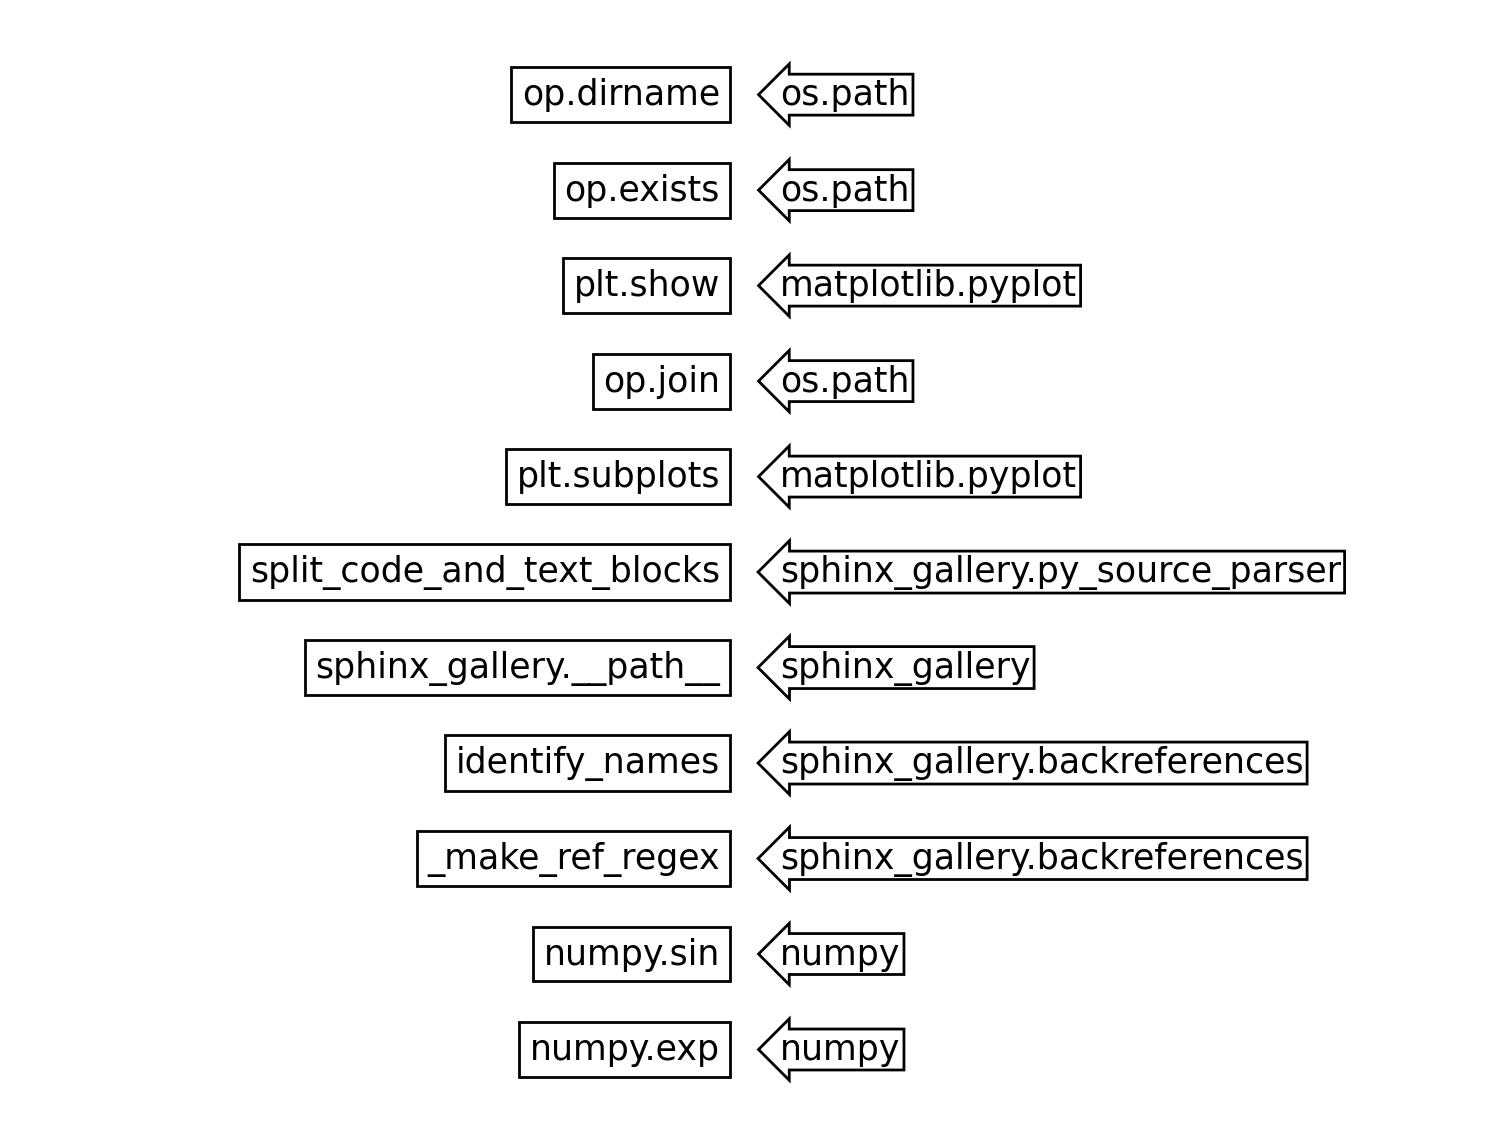 op.dirname os.path
op.exists os.path
plt.show matplotlib.pyplot
op.join os.path
plt.subplots matplotlib.pyplot
split_code_and_text_blocks sphinx_gallery.py_source_parser
sphinx_gallery.__path__ sphinx_gallery
identify_names sphinx_gallery.backreferences
_make_ref_regex sphinx_gallery.backreferences
numpy.sin numpy
numpy.exp numpy